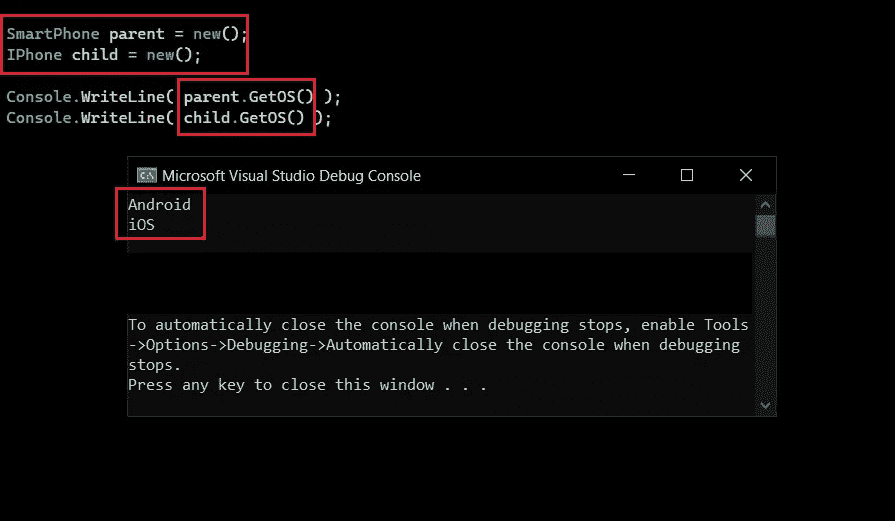 SmartPhone parent = new();
IPhone child = new();
Console.WriteLine( parent.GetOS() );
Console.WriteLine( child.GetOS() );
C:\ Microsoft Visual Studio Debug Console
Android
iOS
To automatically close the console when debugging stops, enable Tools
->Options->Debugging->Automatically close the console when debugging
stops.
Press any key to close this window . . .